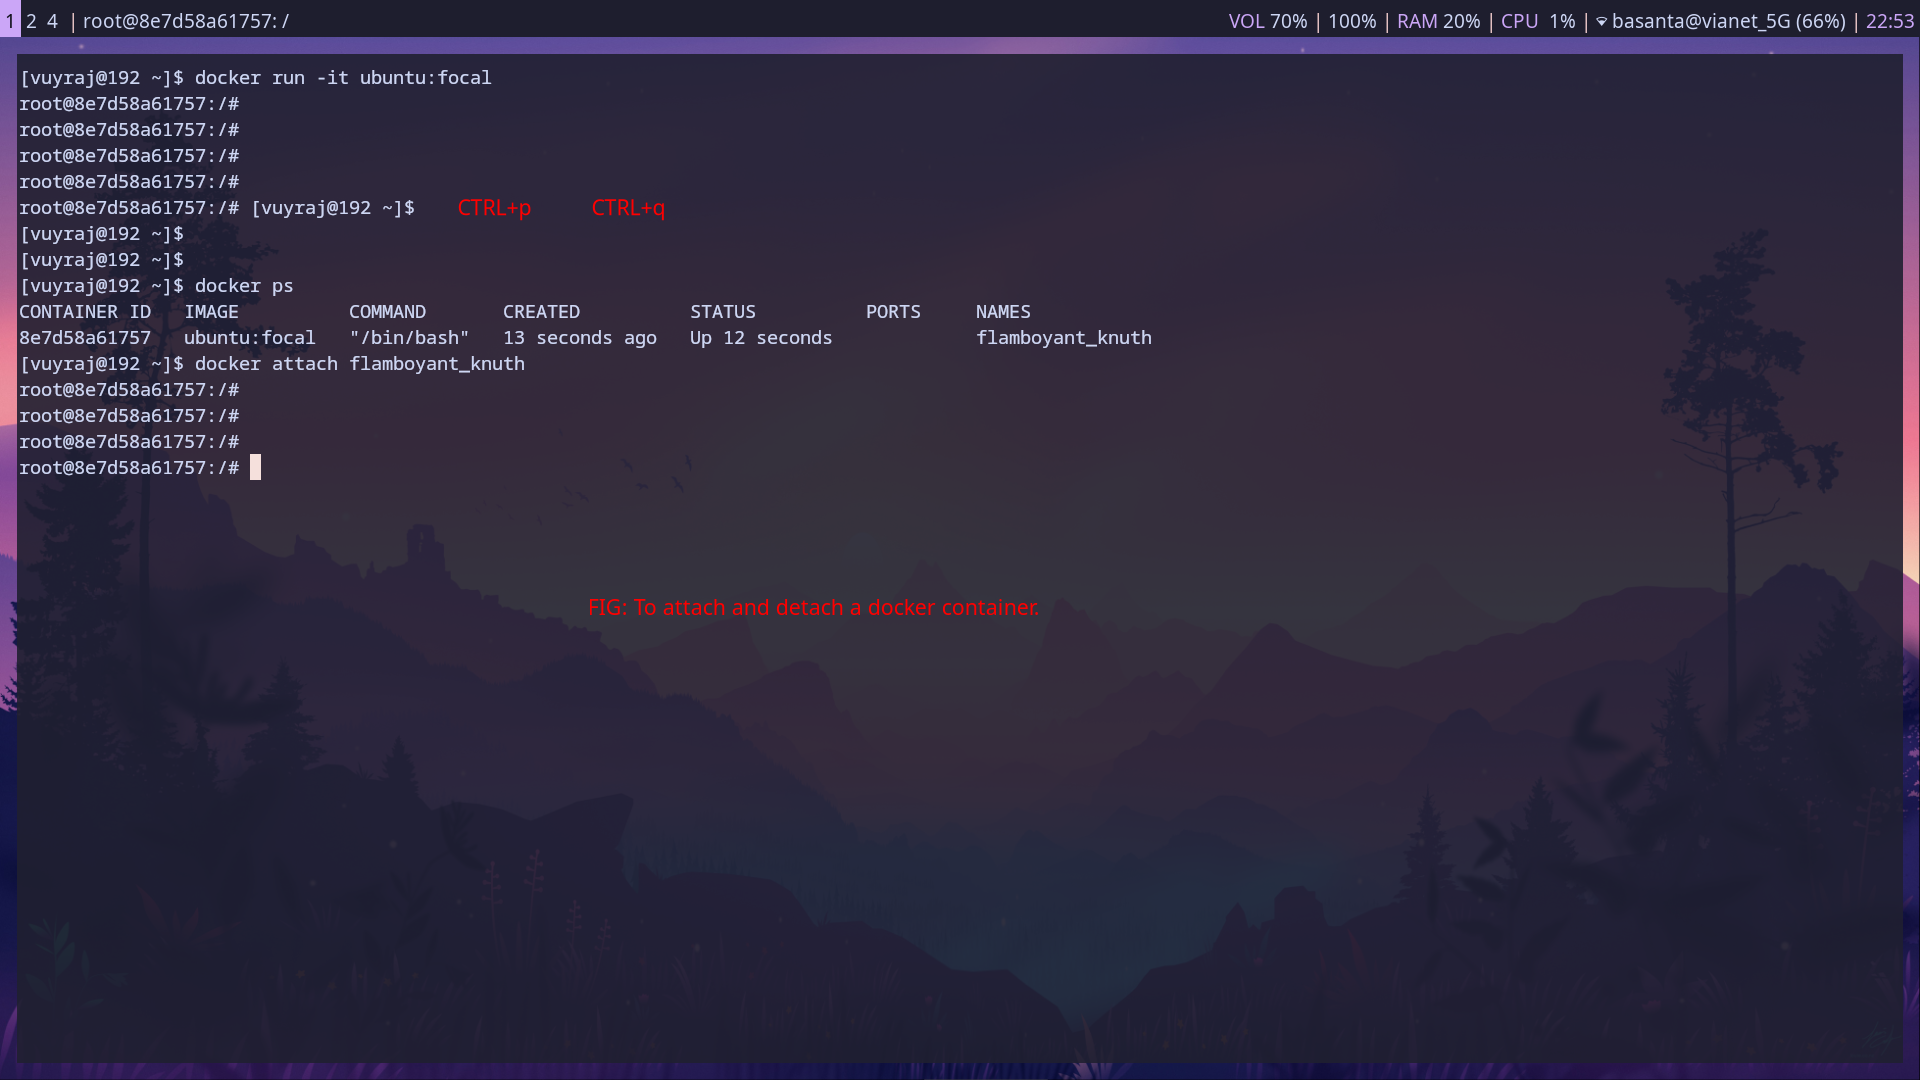 1 2 4 | root@8e7d58a61757: / VOL 70% | 100% | RAM 20% | CPU 1% | basanta@vianet_5G (66%) | 22:53
[vuyraj@192 ~]$ docker run -it ubuntu:focal
root@8e7d58a61757:/#
root@8e7d58a61757:/#
root@8e7d58a61757:/#
root@8e7d58a61757:/#
root@8e7d58a61757:/# [vuyraj@192 ~]$ CTRL+p CTRL+q
[vuyraj@192 ~]$
[vuyraj@192 ~]$
[vuyraj@192 ~]$ docker ps
CONTAINER ID IMAGE COMMAND CREATED STATUS PORTS NAMES
8e7d58a61757 ubuntu:focal "/bin/bash" 13 seconds ago Up 12 seconds flamboyant_knuth
[vuyraj@192 ~]$ docker attach flamboyant_knuth
root@8e7d58a61757:/#
root@8e7d58a61757:/#
root@8e7d58a61757:/#
root@8e7d58a61757:/#
FIG: To attach and detach a docker container.